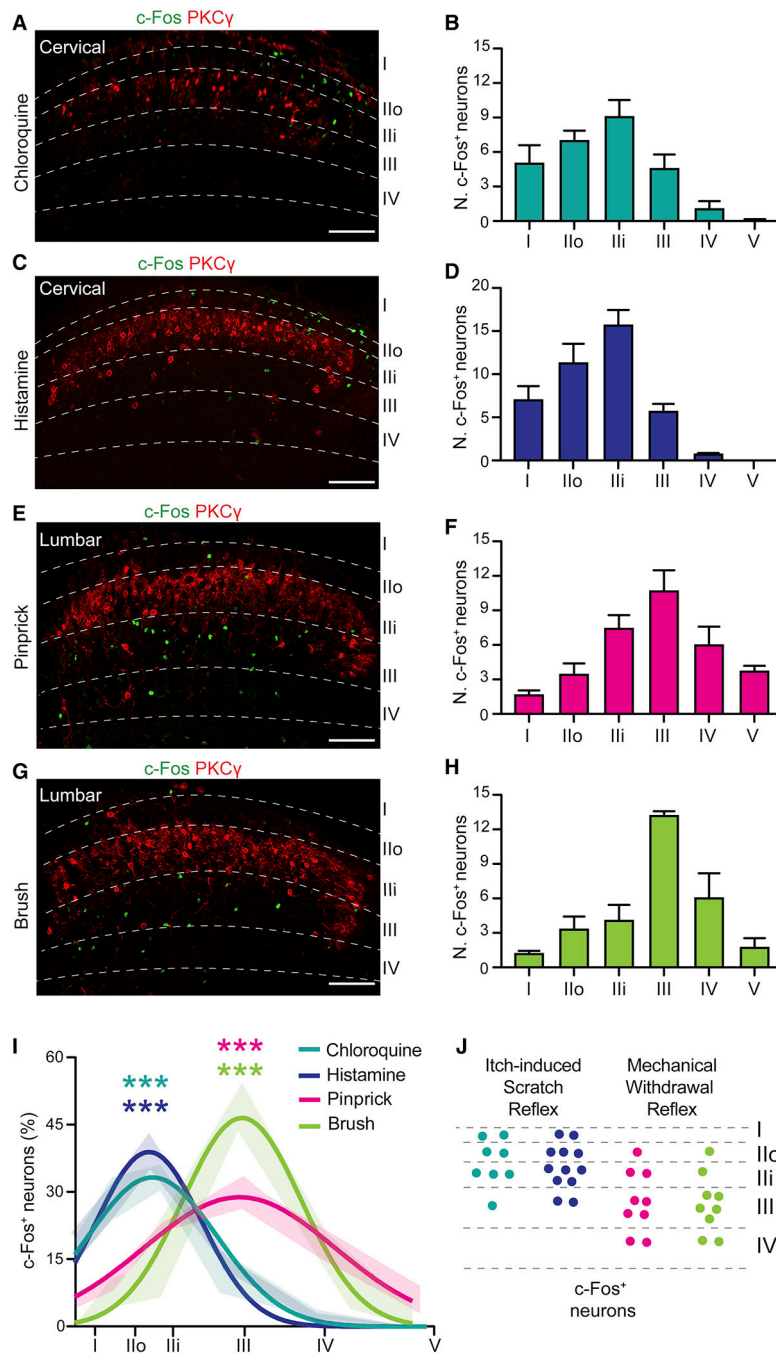 A
c-Fos PKCγ
Cervical
Chloroquine
I
IIo
IIi
III
IV
B
N. c-Fos⁺ neurons
15
12
9
6
3
0
I IIo IIi III IV V
C
c-Fos PKCγ
Cervical
Histamine
I
IIo
IIi
III
IV
D
N. c-Fos⁺ neurons
20
15
10
5
0
I IIo IIi III IV V
E
c-Fos PKCγ
Lumbar
Pinprick
I
IIo
IIi
III
IV
F
N. c-Fos⁺ neurons
15
12
9
6
3
0
I IIo IIi III IV V
G
c-Fos PKCγ
Lumbar
Brush
I
IIo
IIi
III
IV
H
N. c-Fos⁺ neurons
15
12
9
6
3
0
I IIo IIi III IV V
I
c-Fos⁺ neurons (%)
60
45
30
15
0
*** ***
*** ***
Chloroquine
Histamine
Pinprick
Brush
I IIo IIi III IV V
J
Itch-induced
Scratch
Reflex
Mechanical
Withdrawal
Reflex
I
IIo
IIi
III
IV
c-Fos⁺
neurons